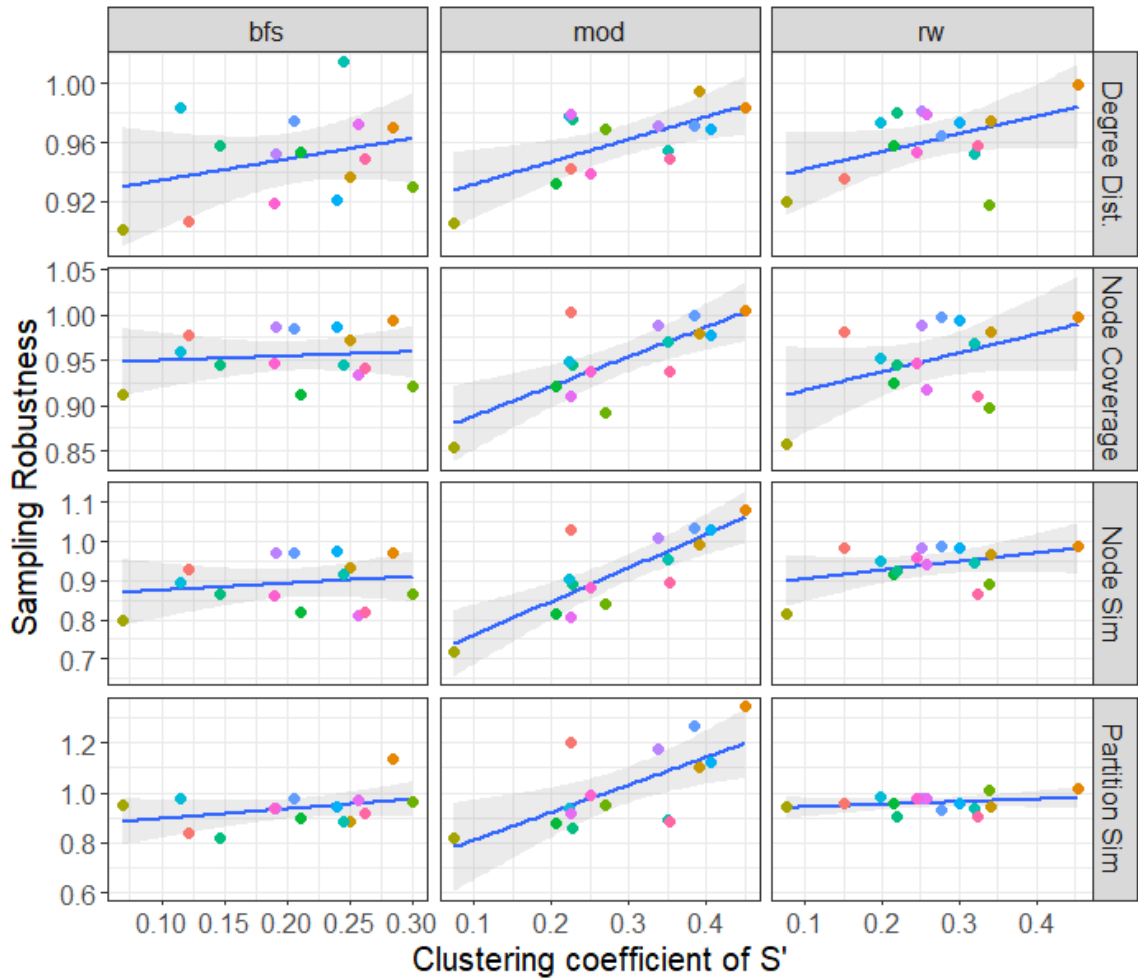 bfs mod rw
Sampling Robustness
1.00
0.96
0.92
Degree Dist.
1.05
1.00
0.95
0.90
0.85
Node Coverage
1.1
1.0
0.9
0.8
0.7
Node Sim
1.2
1.0
0.8
0.6
Partition Sim
0.10 0.15 0.20 0.25 0.30 0.1 0.2 0.3 0.4 0.1 0.2 0.3 0.4
Clustering coefficient of S'